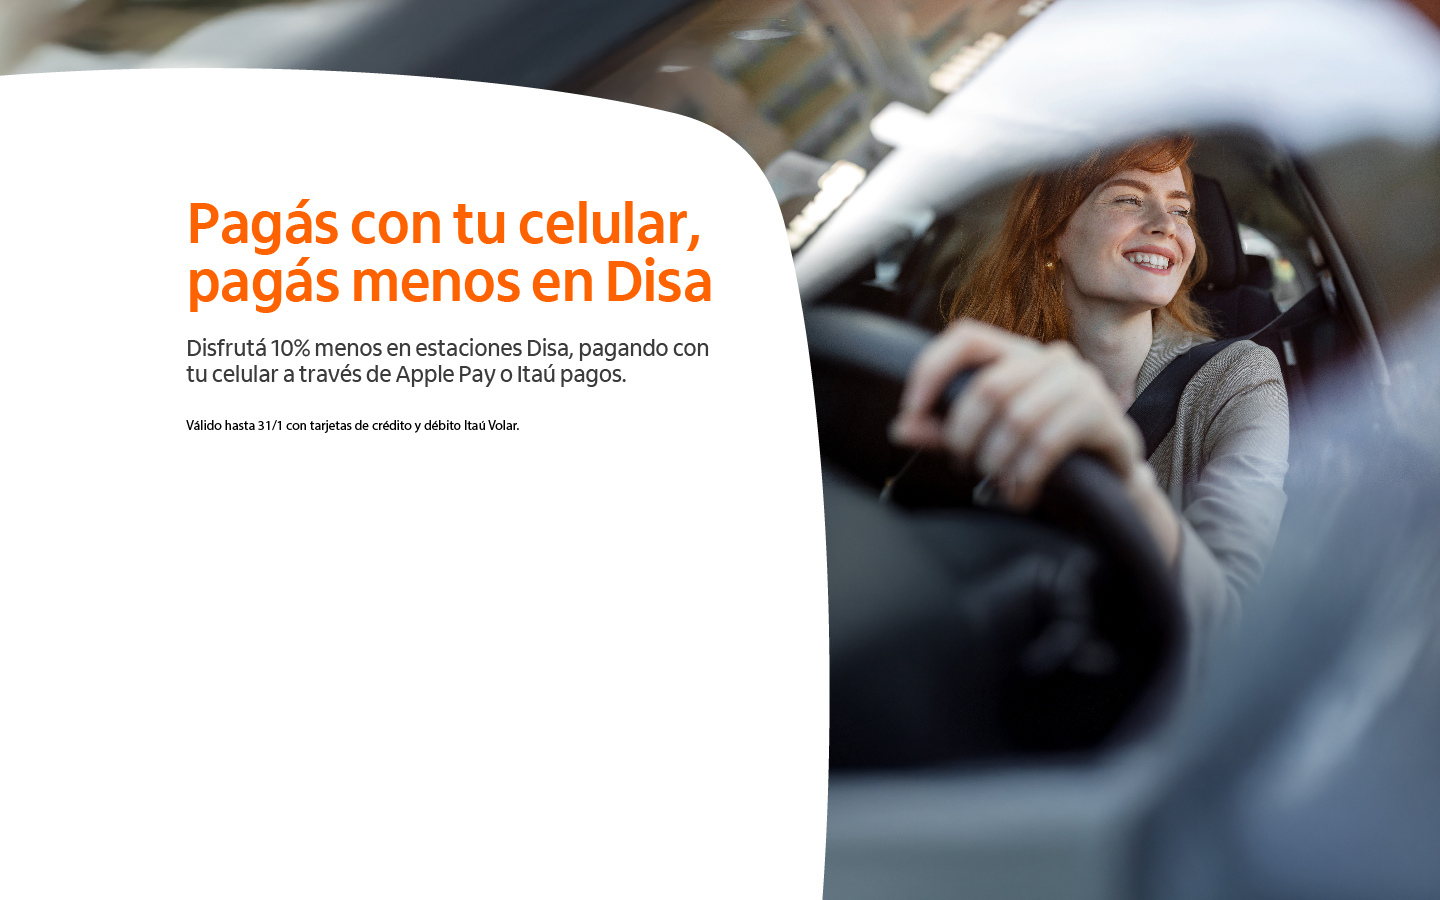 Pagás con tu celular,
pagás menos en Disa
Disfrutá 10% menos en estaciones Disa, pagando con
tu celular a través de Apple Pay o Itaú pagos.
Válido hasta 31/1 con tarjetas de crédito y débito Itaú Volar.